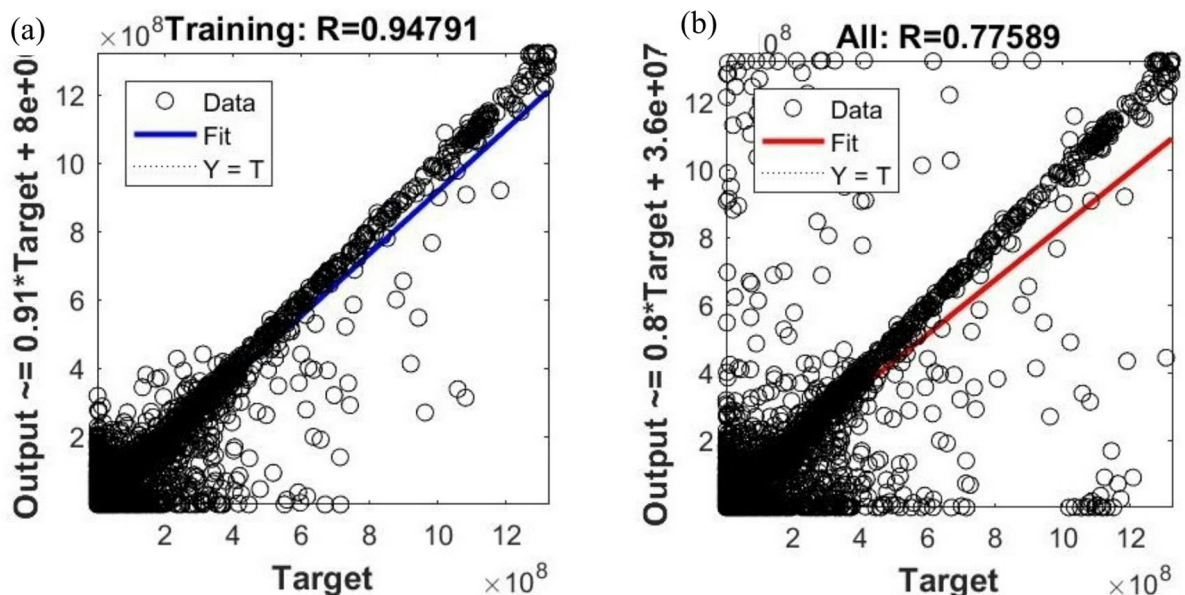 (a)
×10⁸ Training: R=0.94791
Output ~= 0.91*Target + 8e+0
12
10
8
6
4
2
Data
Fit
Y = T
2 4 6 8 10 12
Target
×10⁸
(b)
0⁸ All: R=0.77589
Output ~= 0.8*Target + 3.6e+07
12
10
8
6
4
2
Data
Fit
Y = T
2 4 6 8 10 12
Target
×10⁸